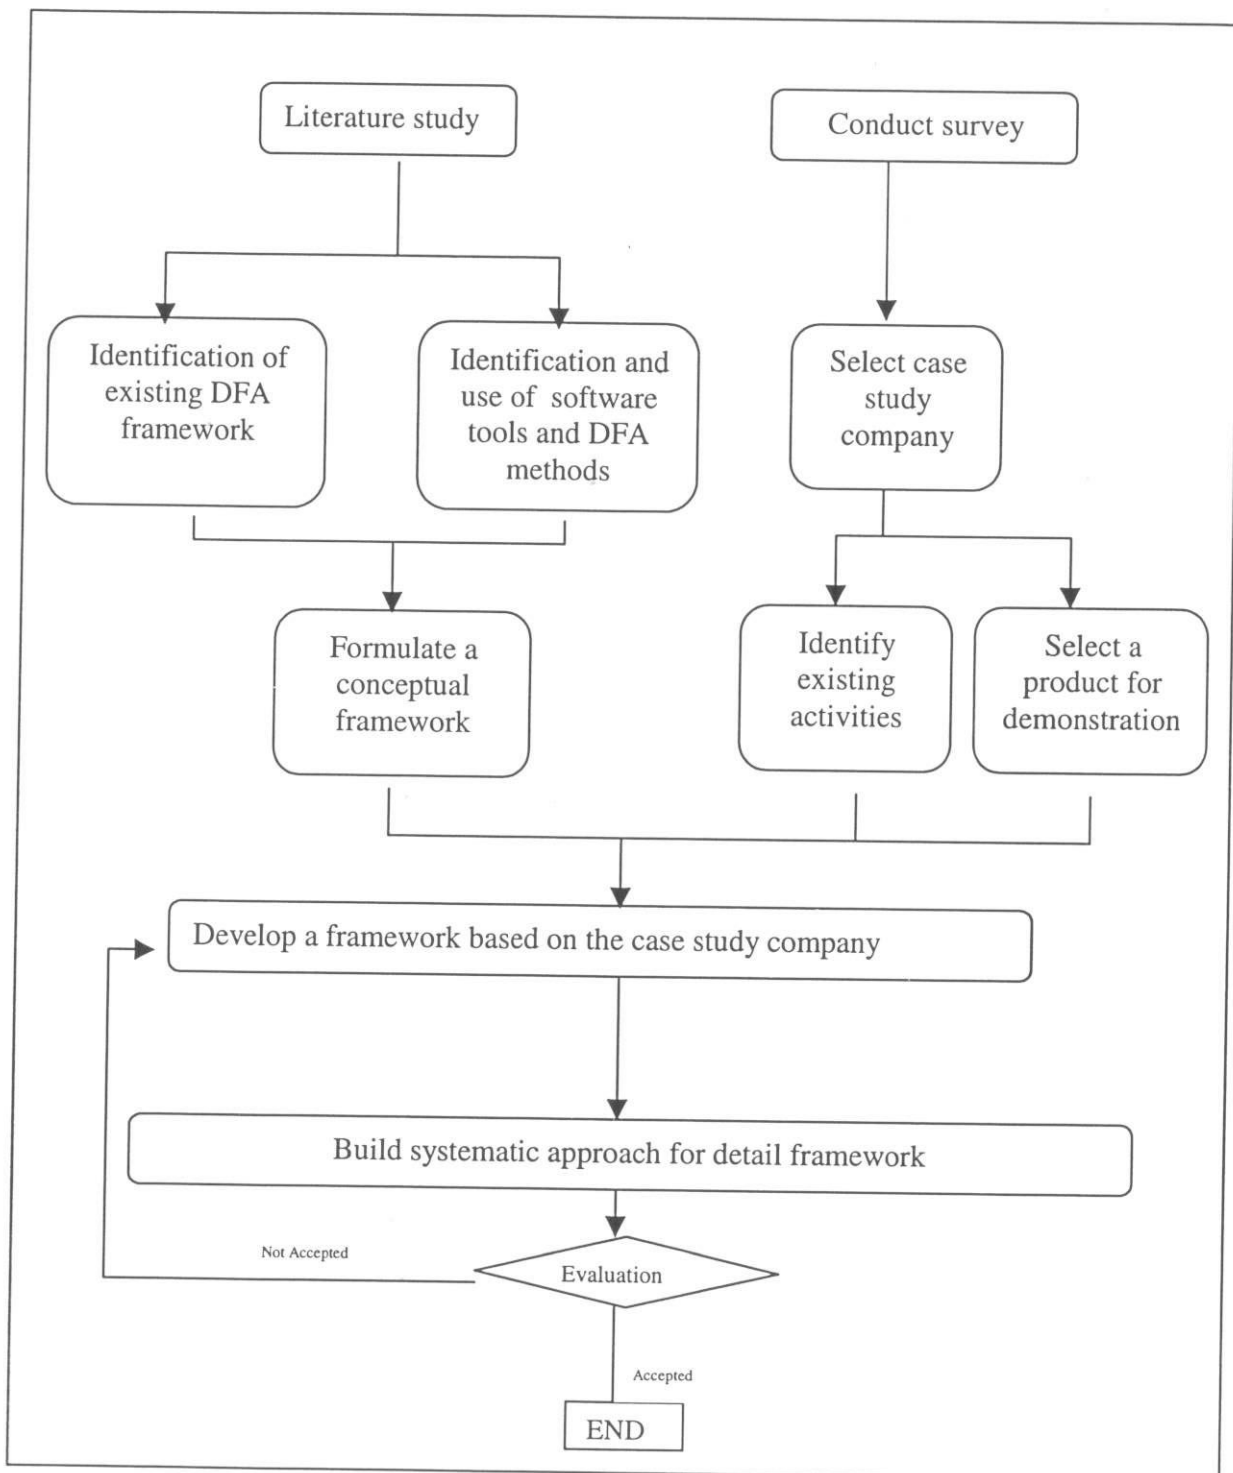 Literature study
Conduct survey
Identification of
existing DFA
framework
Identification and
use of software
tools and DFA
methods
Select case
study
company
Formulate a
conceptual
framework
Identify
existing
activities
Select a
product for
demonstration
Develop a framework based on the case study company
Build systematic approach for detail framework
Not Accepted
Evaluation
Accepted
END